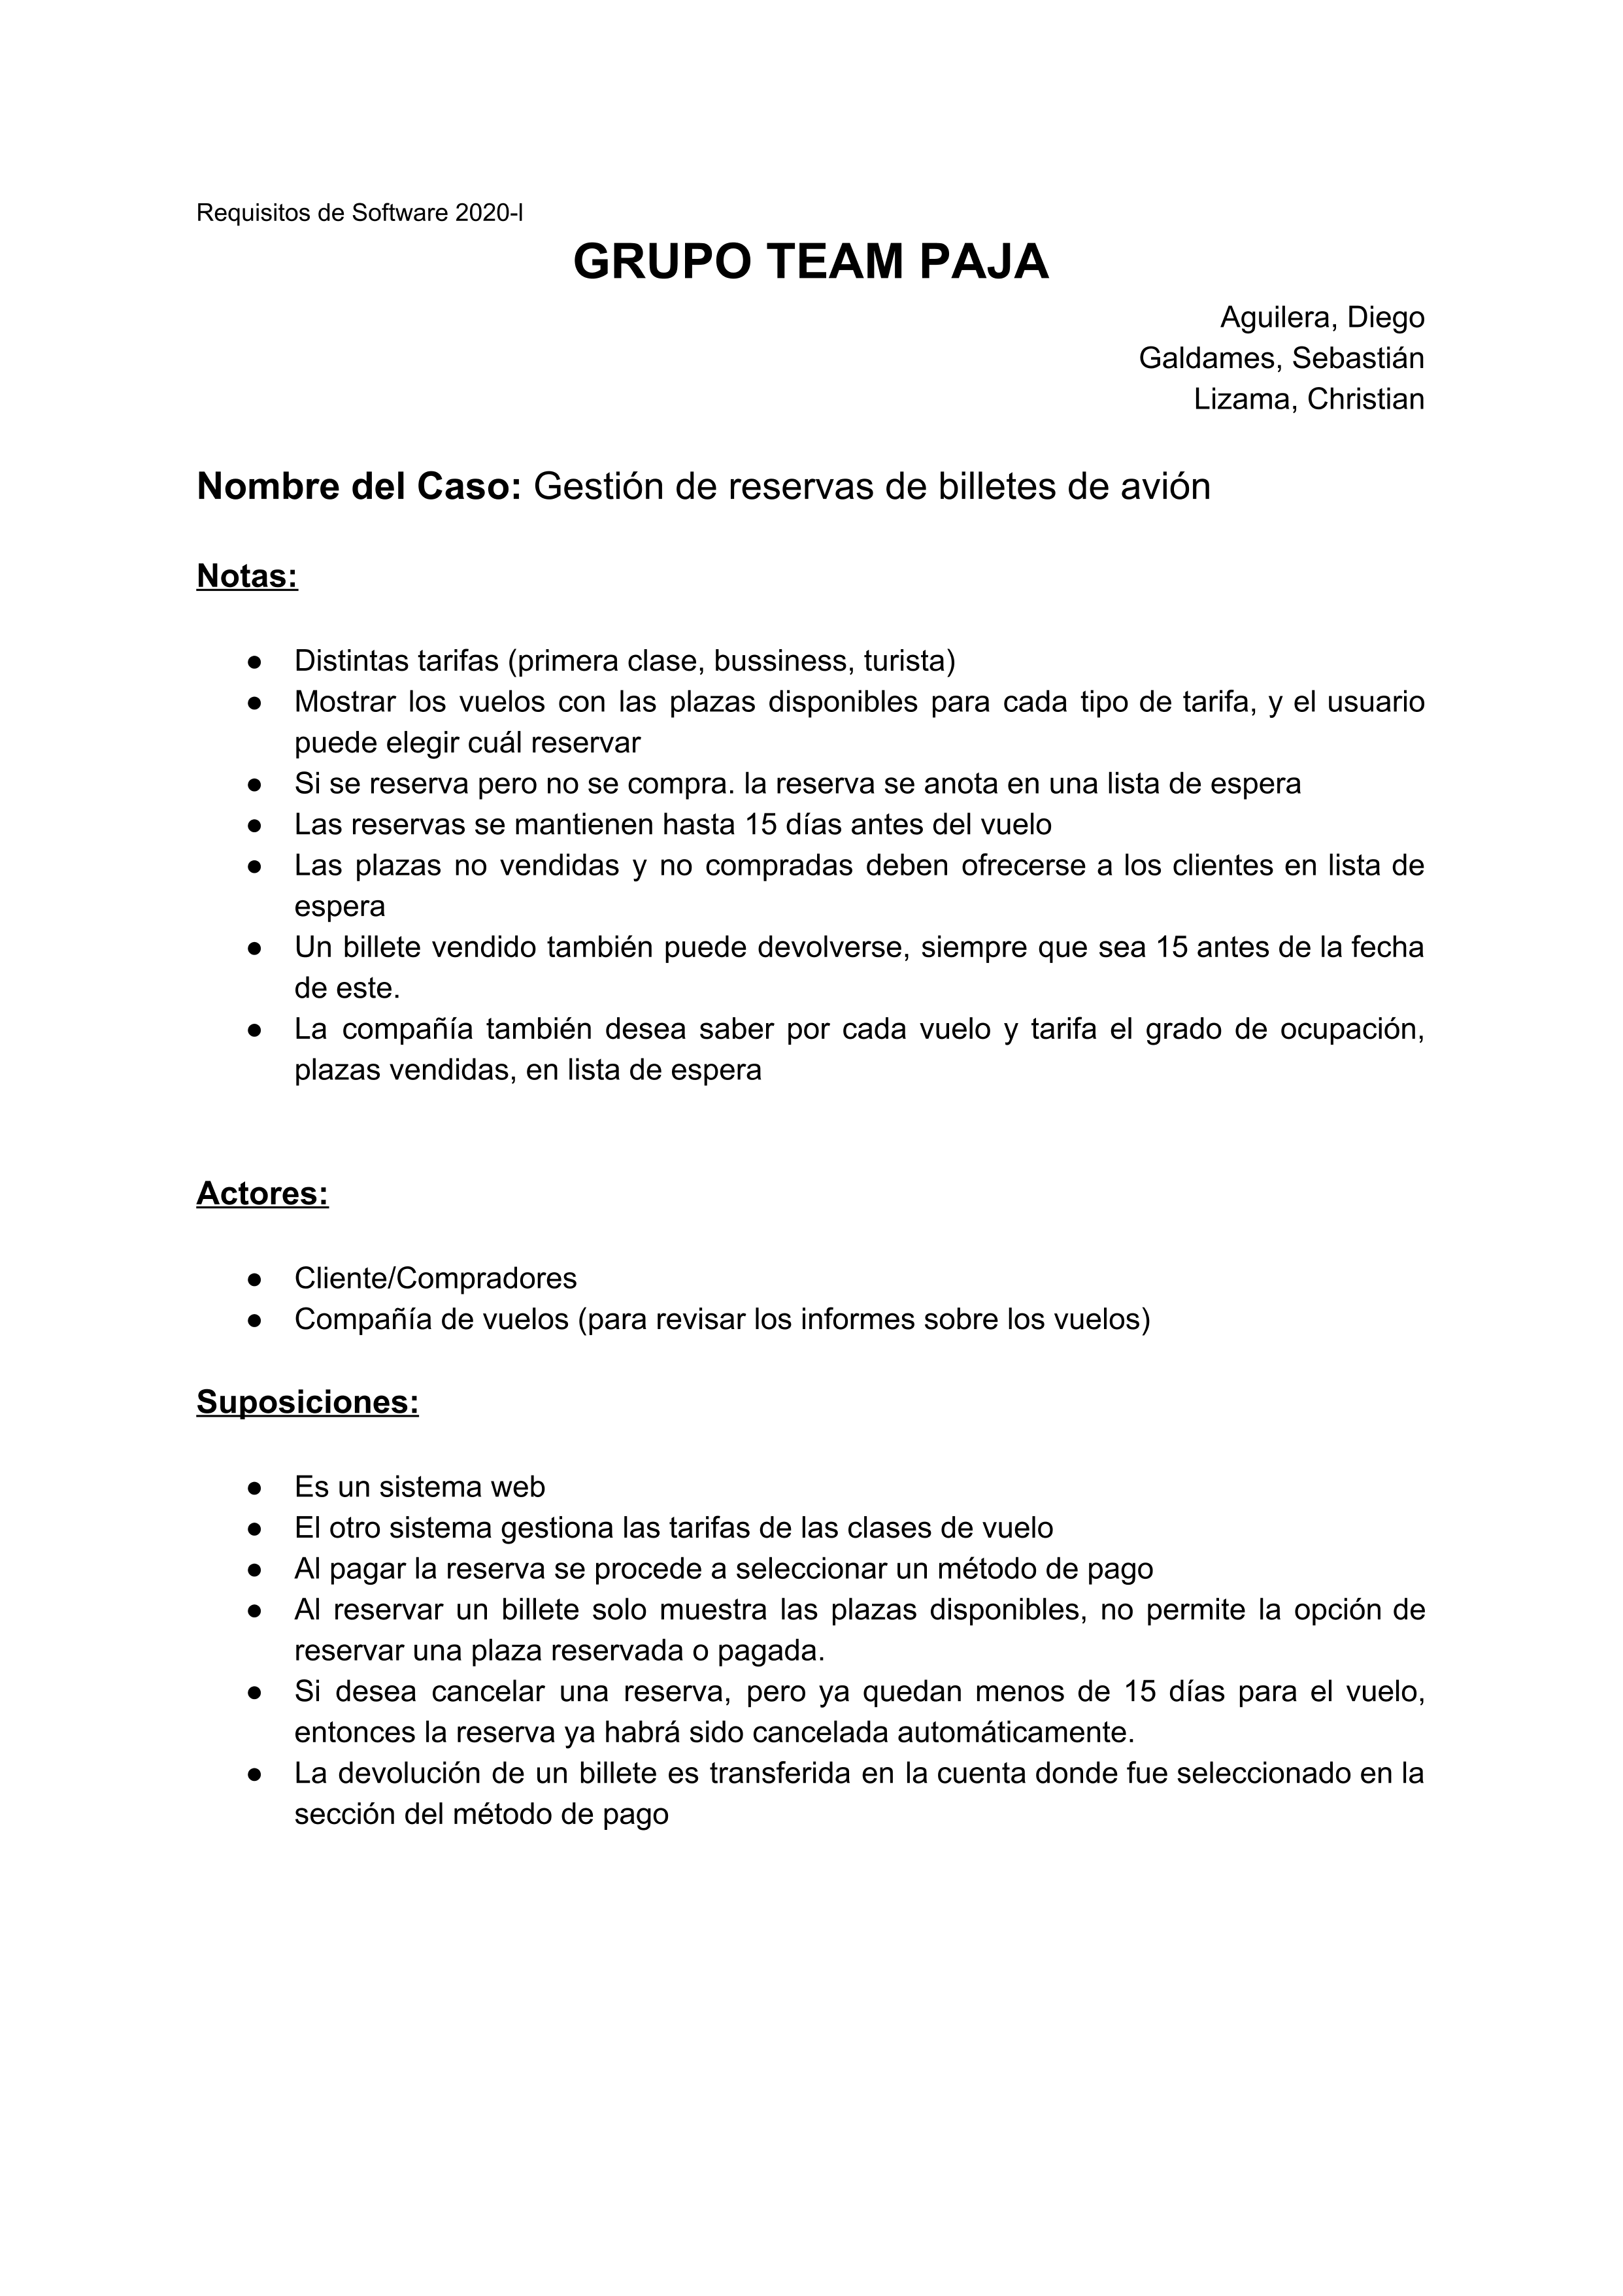 Requisitos de Software 2020-I
GRUPO TEAM PAJA
Aguilera, Diego
Galdames, Sebastián
Lizama, Christian
Nombre del Caso: Gestión de reservas de billetes de avión
Notas:
● Distintas tarifas (primera clase, bussiness, turista)
● Mostrar los vuelos con las plazas disponibles para cada tipo de tarifa, y el usuario
puede elegir cuál reservar
● Si se reserva pero no se compra. la reserva se anota en una lista de espera
● Las reservas se mantienen hasta 15 días antes del vuelo
● Las plazas no vendidas y no compradas deben ofrecerse a los clientes en lista de
espera
● Un billete vendido también puede devolverse, siempre que sea 15 antes de la fecha
de este.
● La compañía también desea saber por cada vuelo y tarifa el grado de ocupación,
plazas vendidas, en lista de espera
Actores:
● Cliente/Compradores
● Compañía de vuelos (para revisar los informes sobre los vuelos)
Suposiciones:
● Es un sistema web
● El otro sistema gestiona las tarifas de las clases de vuelo
● Al pagar la reserva se procede a seleccionar un método de pago
● Al reservar un billete solo muestra las plazas disponibles, no permite la opción de
reservar una plaza reservada o pagada.
● Si desea cancelar una reserva, pero ya quedan menos de 15 días para el vuelo,
entonces la reserva ya habrá sido cancelada automáticamente.
● La devolución de un billete es transferida en la cuenta donde fue seleccionado en la
sección del método de pago